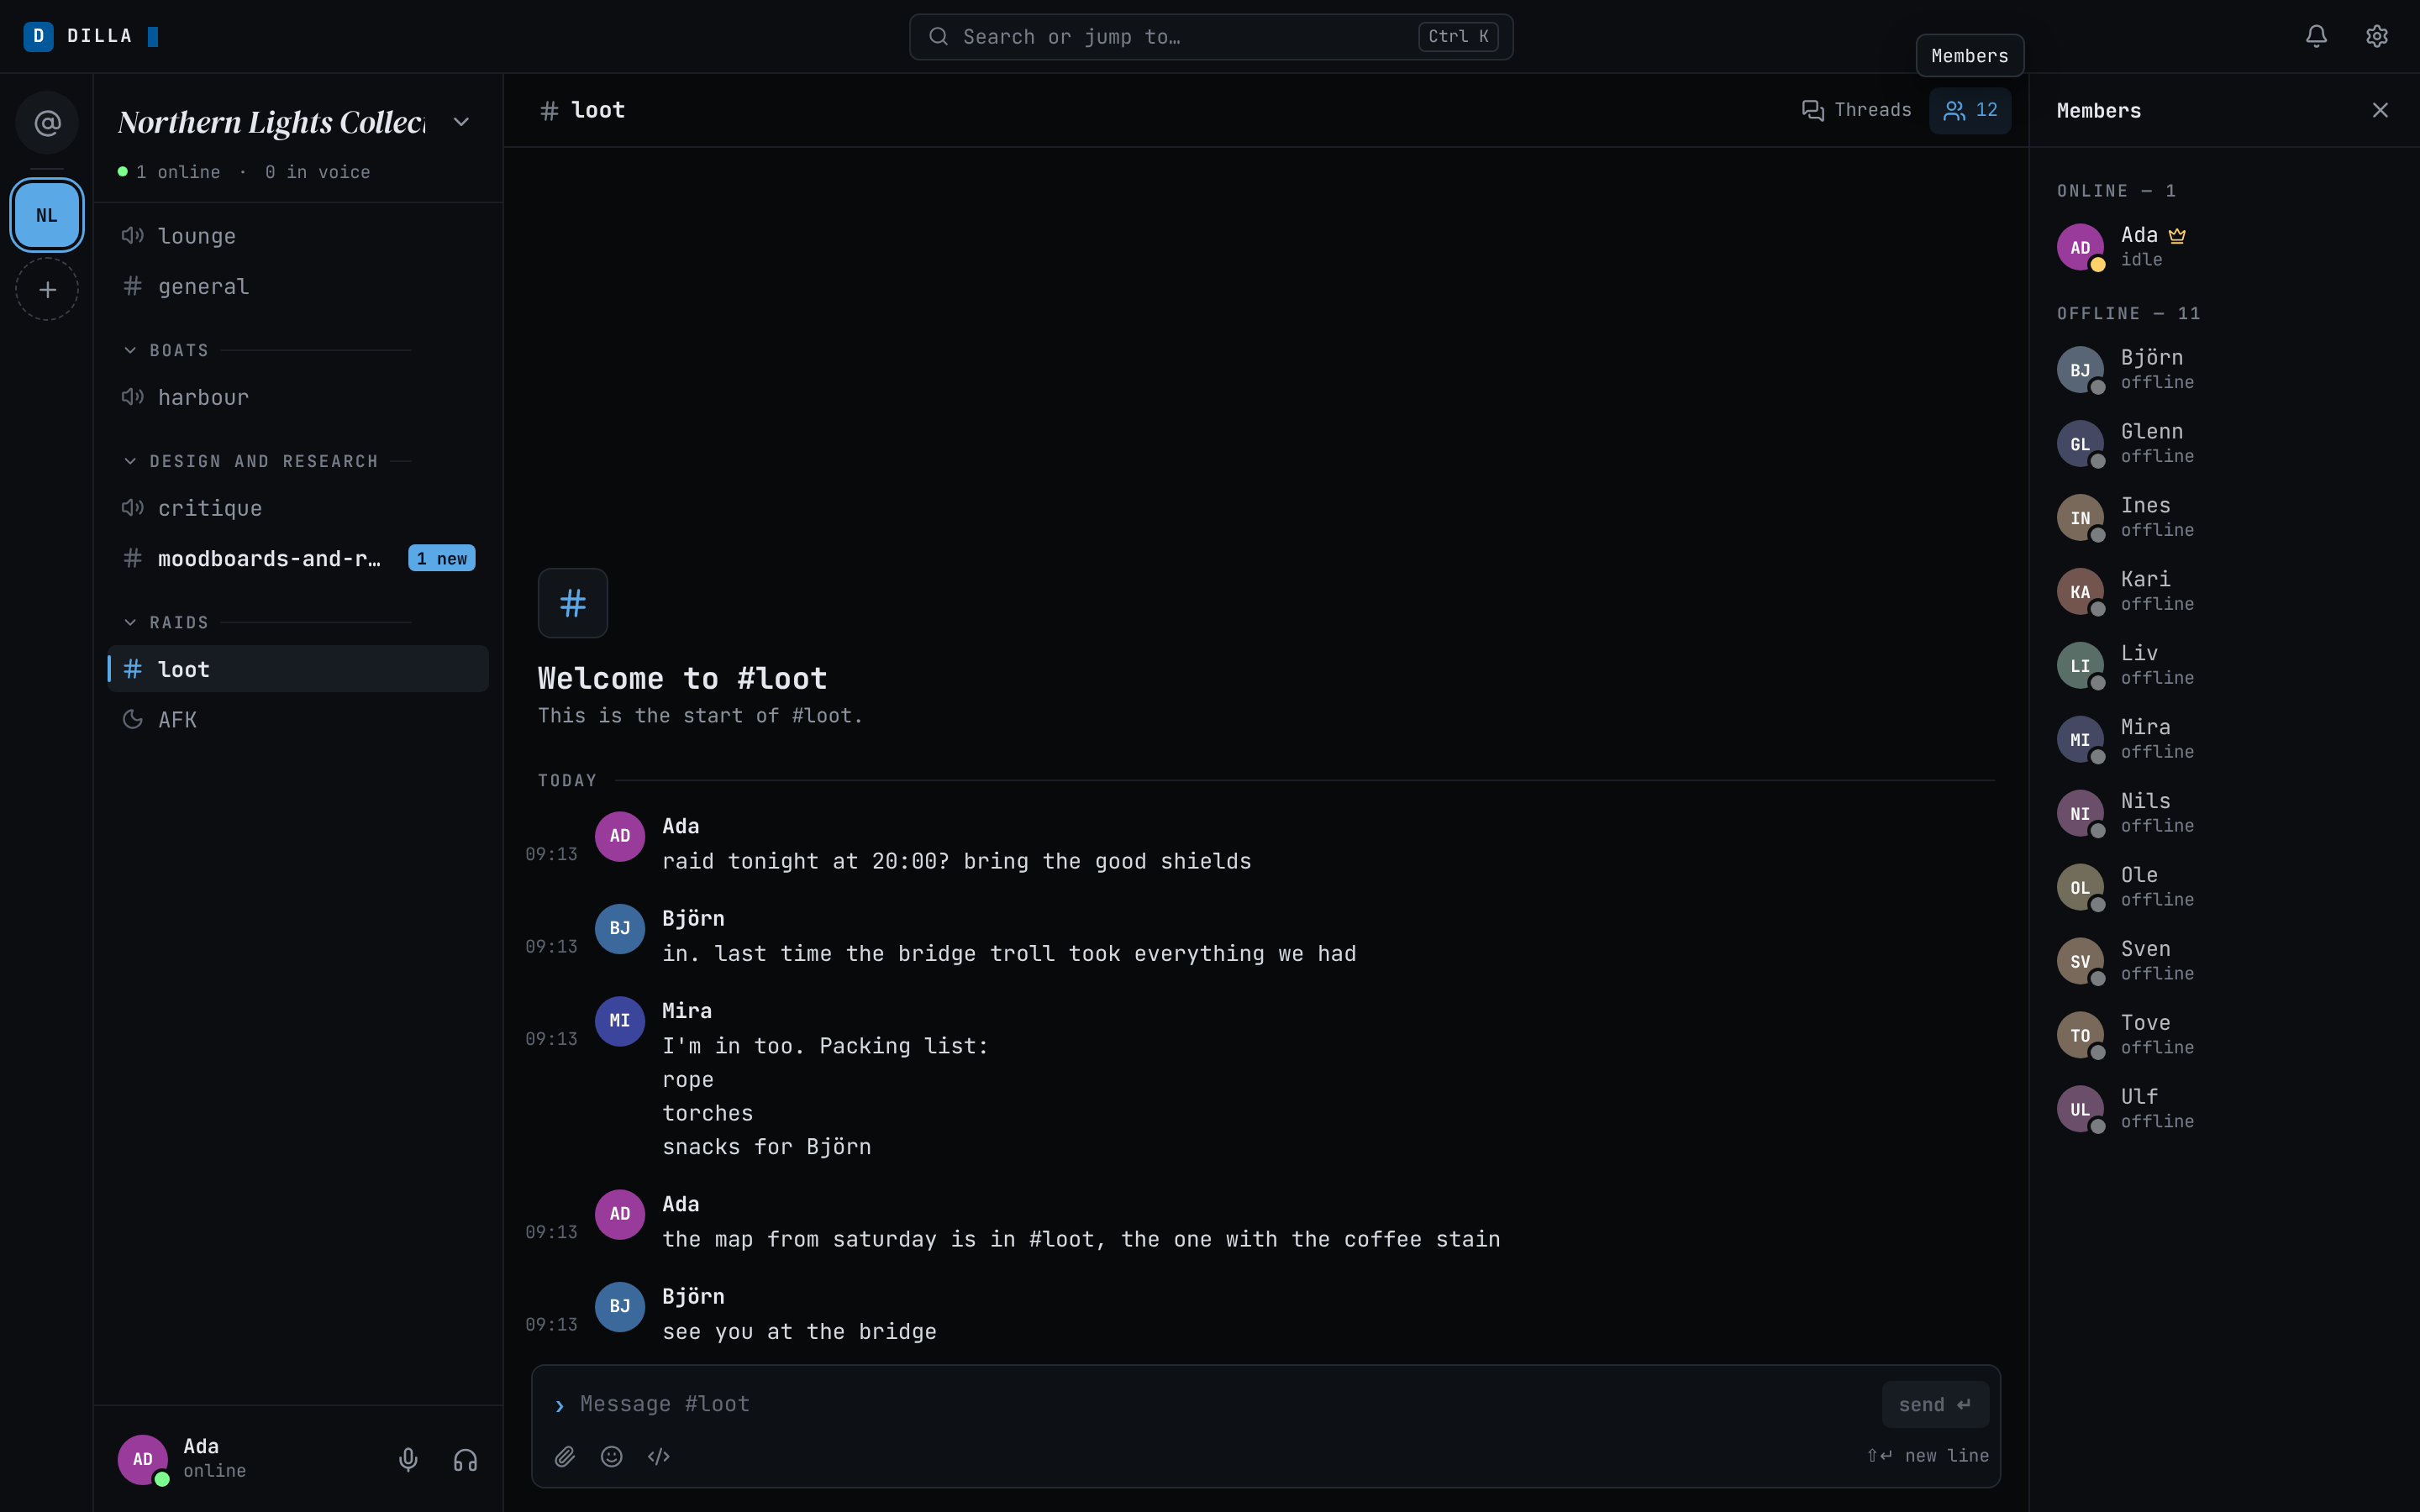 D DILLA
Search or jump to…
Ctrl K
Members
NL
Northern Lights Collec
1 online · 0 in voice
lounge
general
BOATS
harbour
DESIGN AND RESEARCH
critique
moodboards-and-r…
1 new
RAIDS
loot
AFK
AD
Ada
online
# loot
Threads
12
Welcome to #loot
This is the start of #loot.
TODAY
AD
Ada
09:13
raid tonight at 20:00? bring the good shields
BJ
Björn
09:13
in. last time the bridge troll took everything we had
MI
Mira
09:13
I'm in too. Packing list:
rope
torches
snacks for Björn
AD
Ada
09:13
the map from saturday is in #loot, the one with the coffee stain
BJ
Björn
09:13
see you at the bridge
› Message #loot
send ↵
⇧↵ new line
Members
ONLINE — 1
AD
Ada
idle
OFFLINE — 11
BJ
Björn
offline
GL
Glenn
offline
IN
Ines
offline
KA
Kari
offline
LI
Liv
offline
MI
Mira
offline
NI
Nils
offline
OL
Ole
offline
SV
Sven
offline
TO
Tove
offline
UL
Ulf
offline